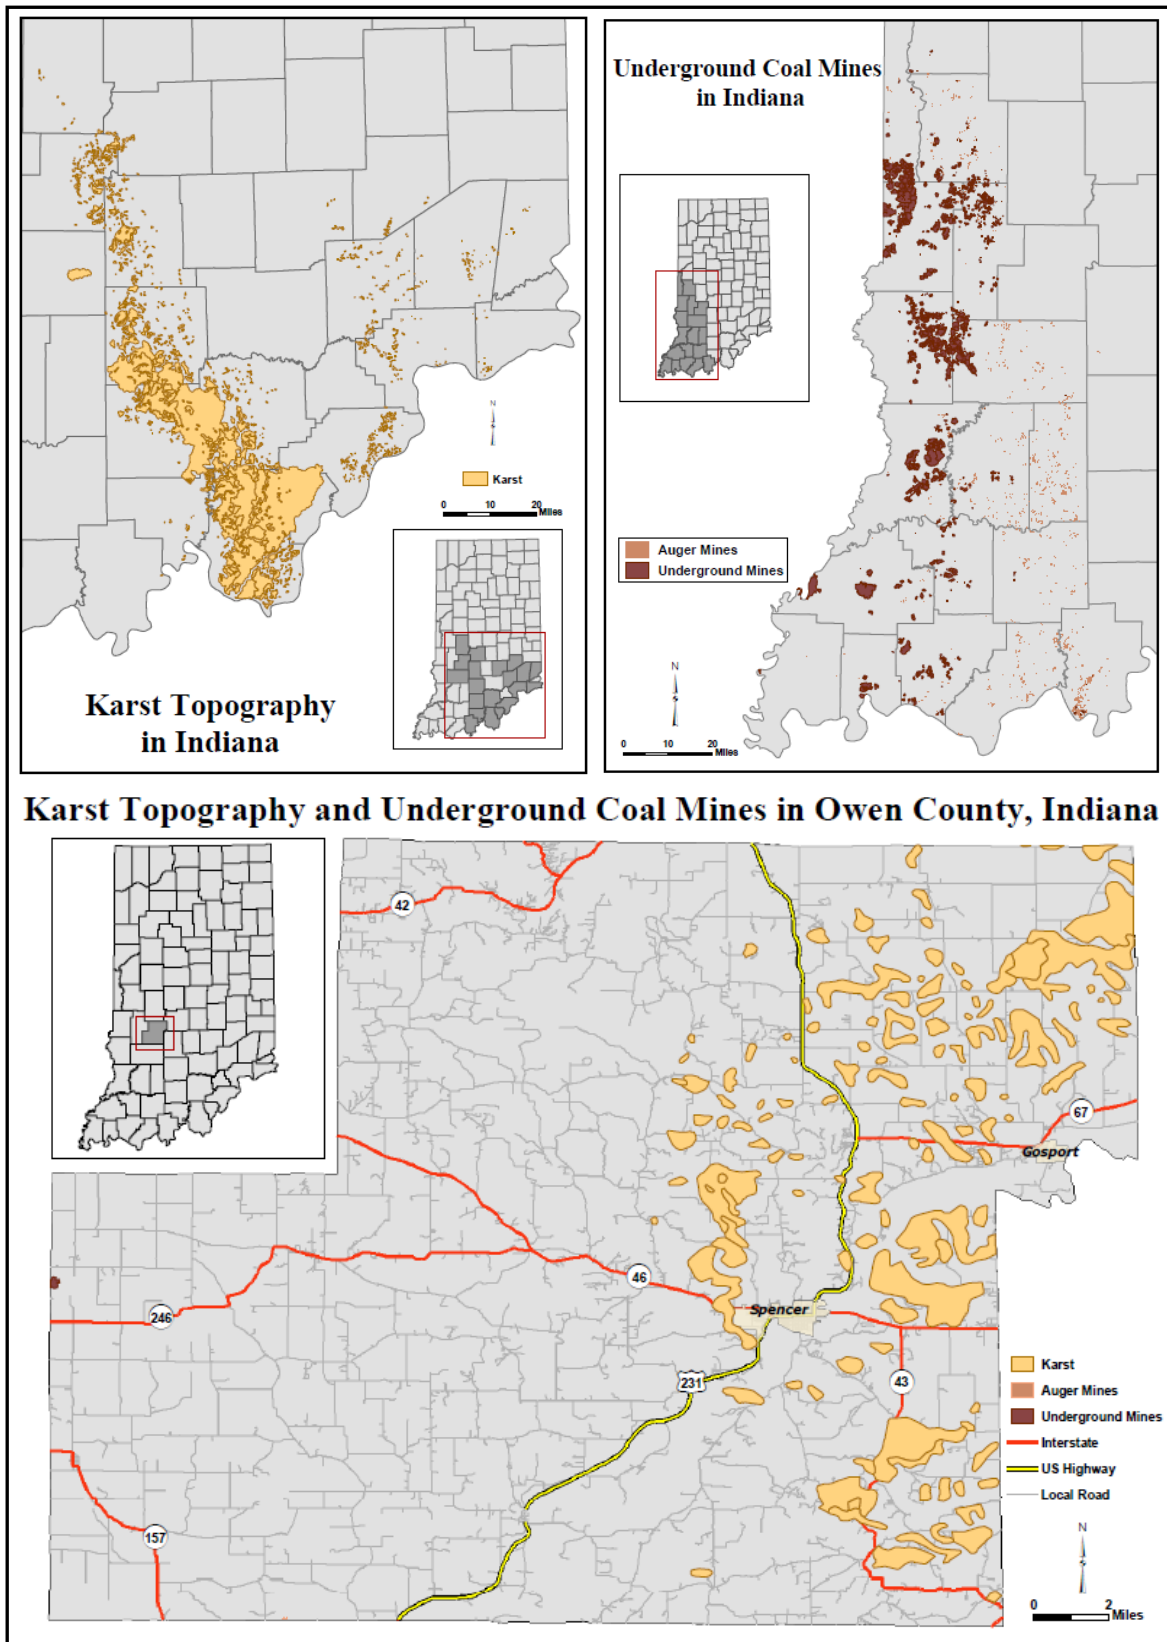 N
Karst
0 10 20
Miles
Karst Topography
in Indiana
Underground Coal Mines
in Indiana
Auger Mines
Underground Mines
N
0 10 20
Miles
Karst Topography and Underground Coal Mines in Owen County, Indiana
42
67
Gosport
46
246
Spencer
231
43
157
Karst
Auger Mines
Underground Mines
Interstate
US Highway
Local Road
N
0 2
Miles